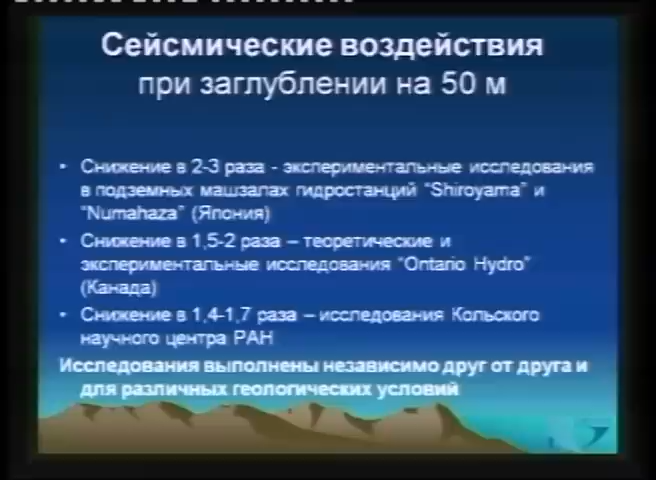 Сейсмические воздействия
при заглублении на 50 м
• Снижение в 2-3 раза - экспериментальные исследования
в подземных машзалах гидростанций "Shiroyama" и
"Numahaza" (Япония)
• Снижение в 1,5-2 раза – теоретические и
экспериментальные исследования "Ontario Hydro"
(Канада)
• Снижение в 1,4-1,7 раза – исследования Кольского
научного центра РАН
Исследования выполнены независимо друг от друга и
для различных геологических условий